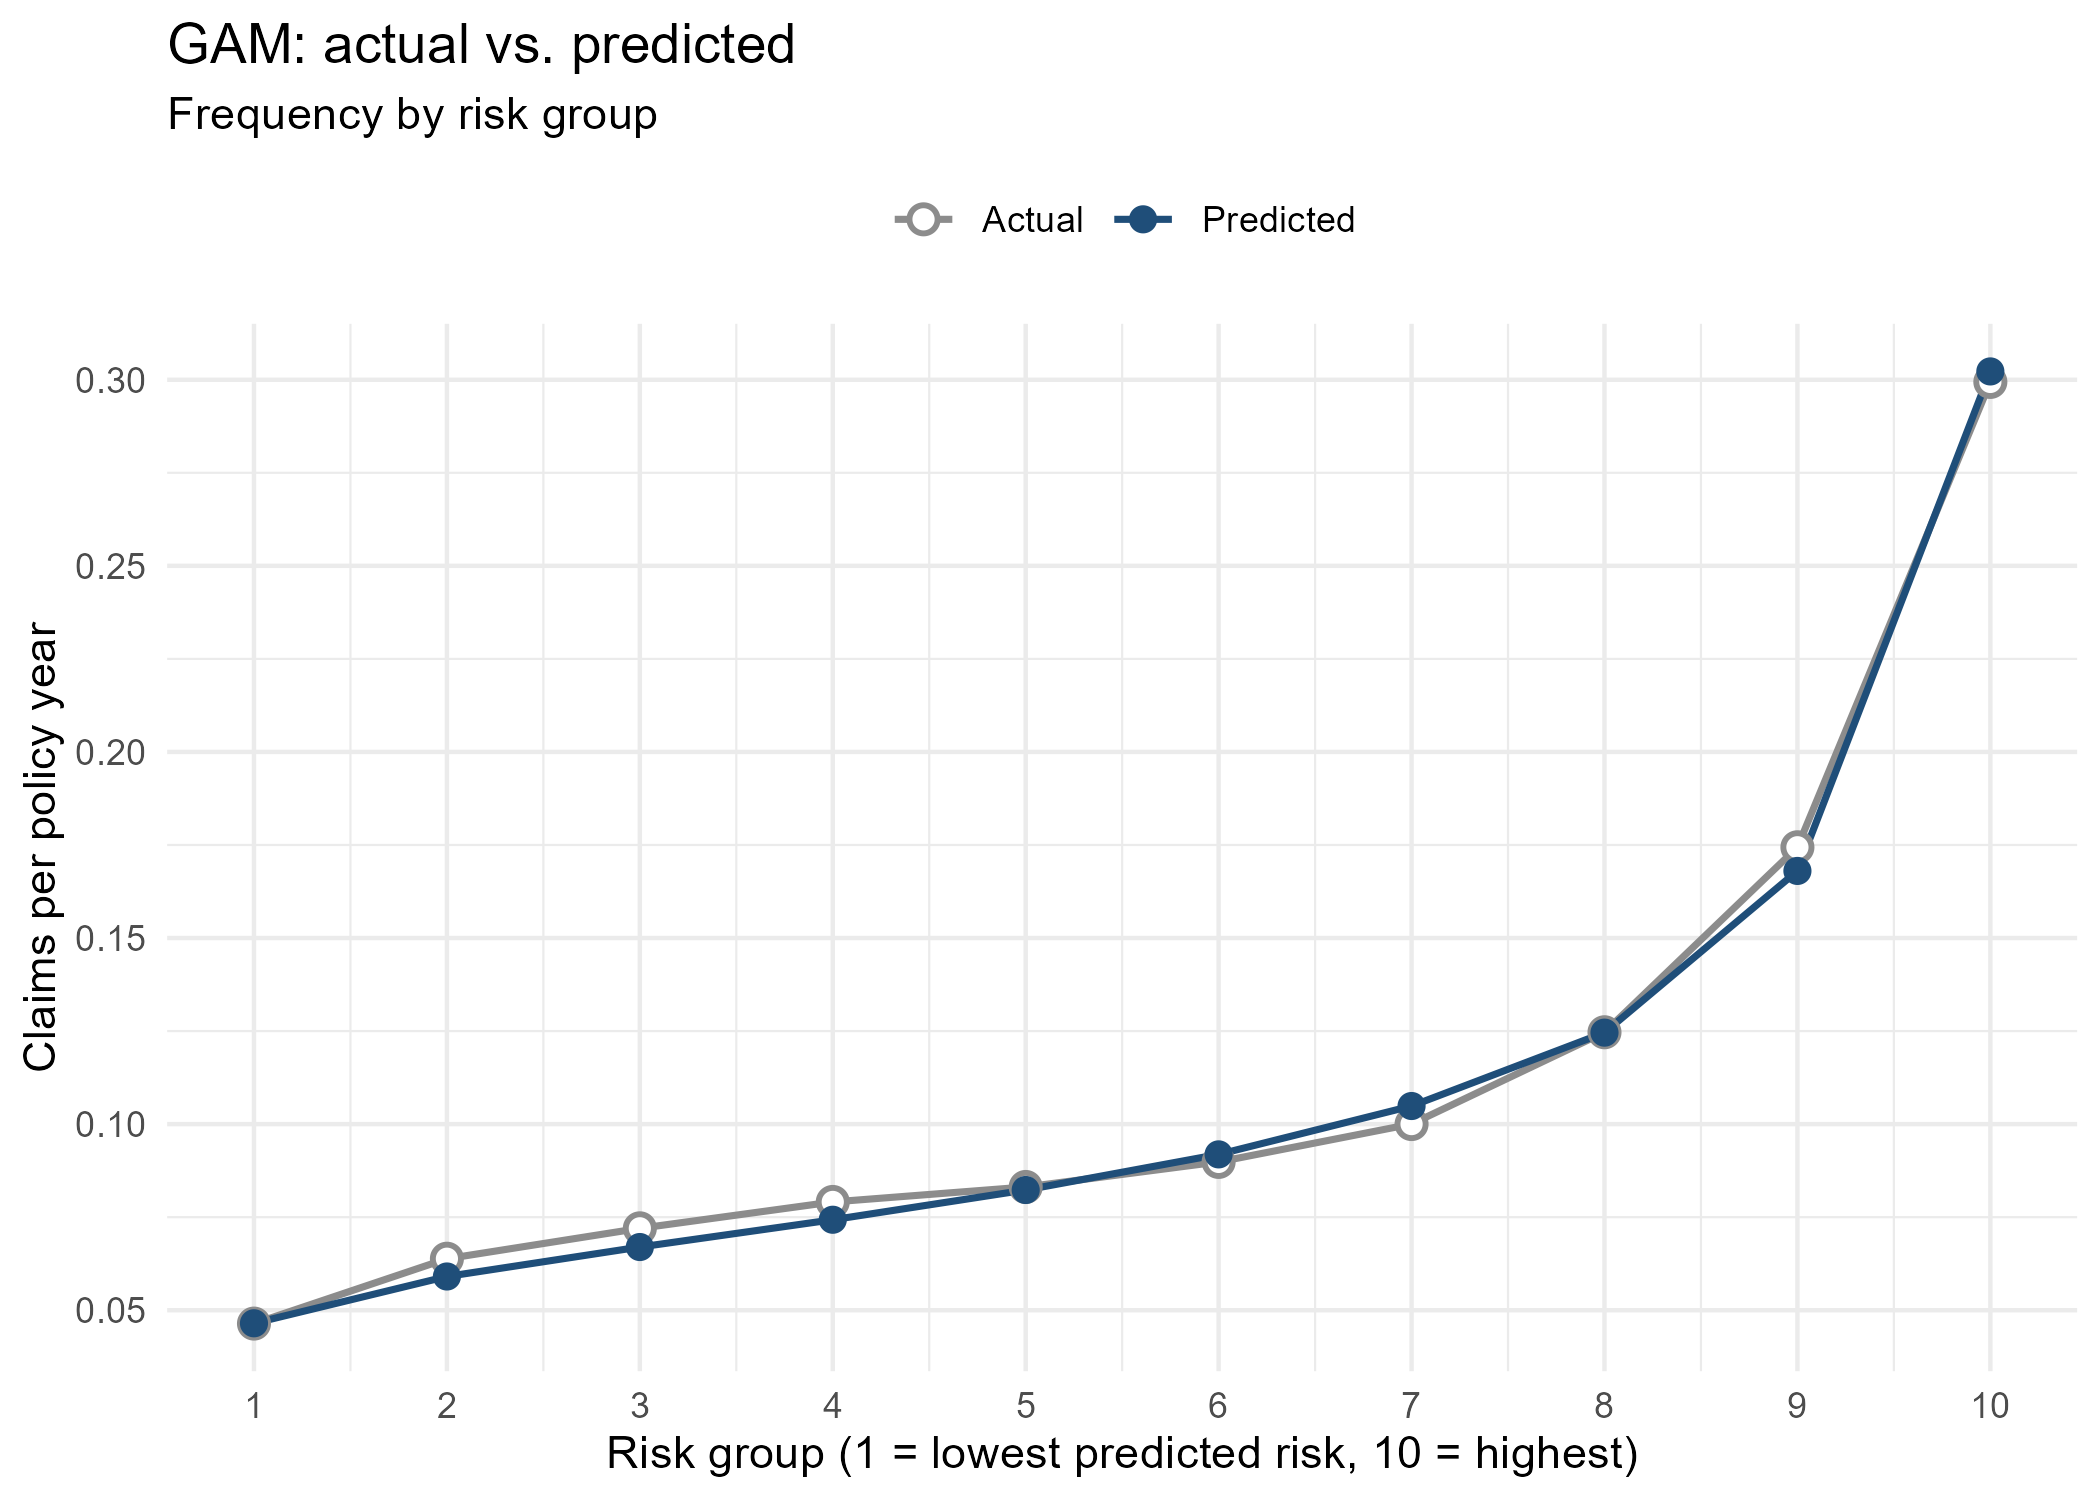 GAM: actual vs. predicted
Frequency by risk group
Actual Predicted
0.30
0.25
0.20
0.15
0.10
0.05
Claims per policy year
1 2 3 4 5 6 7 8 9 10
Risk group (1 = lowest predicted risk, 10 = highest)